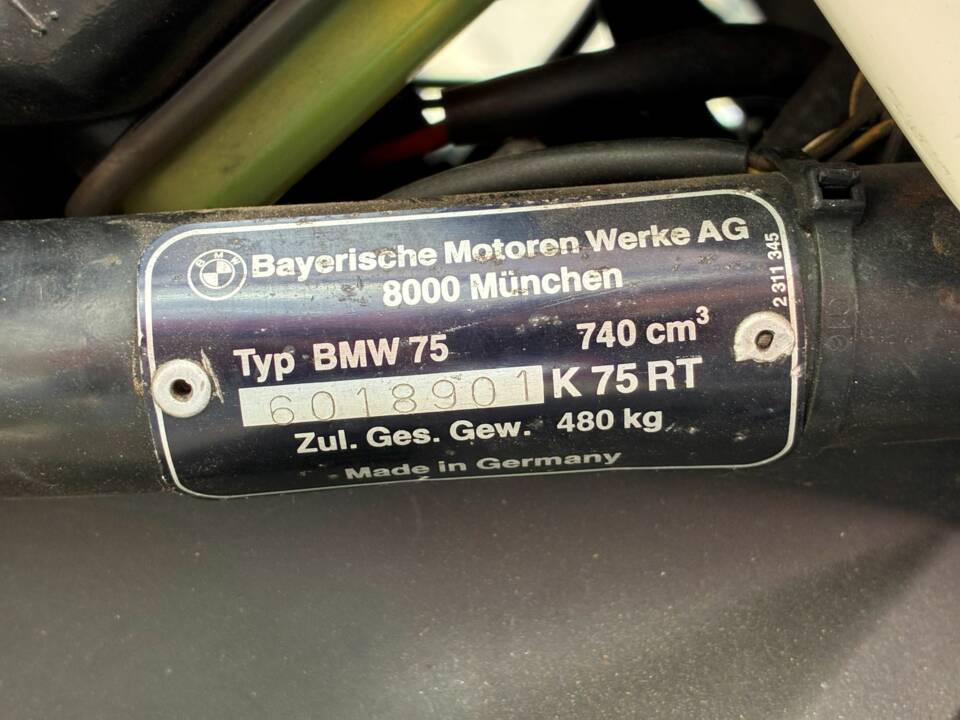 BMW
Bayerische Motoren Werke AG
8000 München
Typ BMW 75 740 cm³
6018901 K 75 RT
Zul. Ges. Gew. 480 kg
Made in Germany
2 311 345